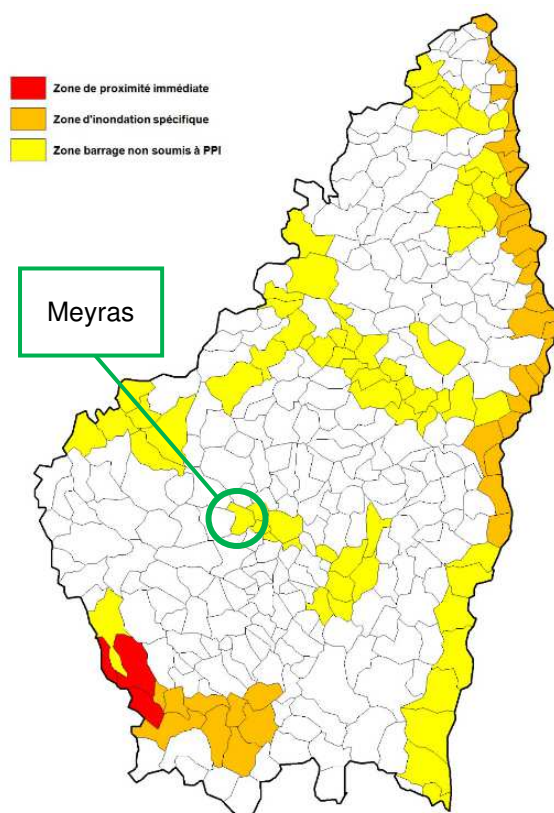 Zone de proximité immédiate
Zone d'inondation spécifique
Zone barrage non soumis à PPI
Meyras